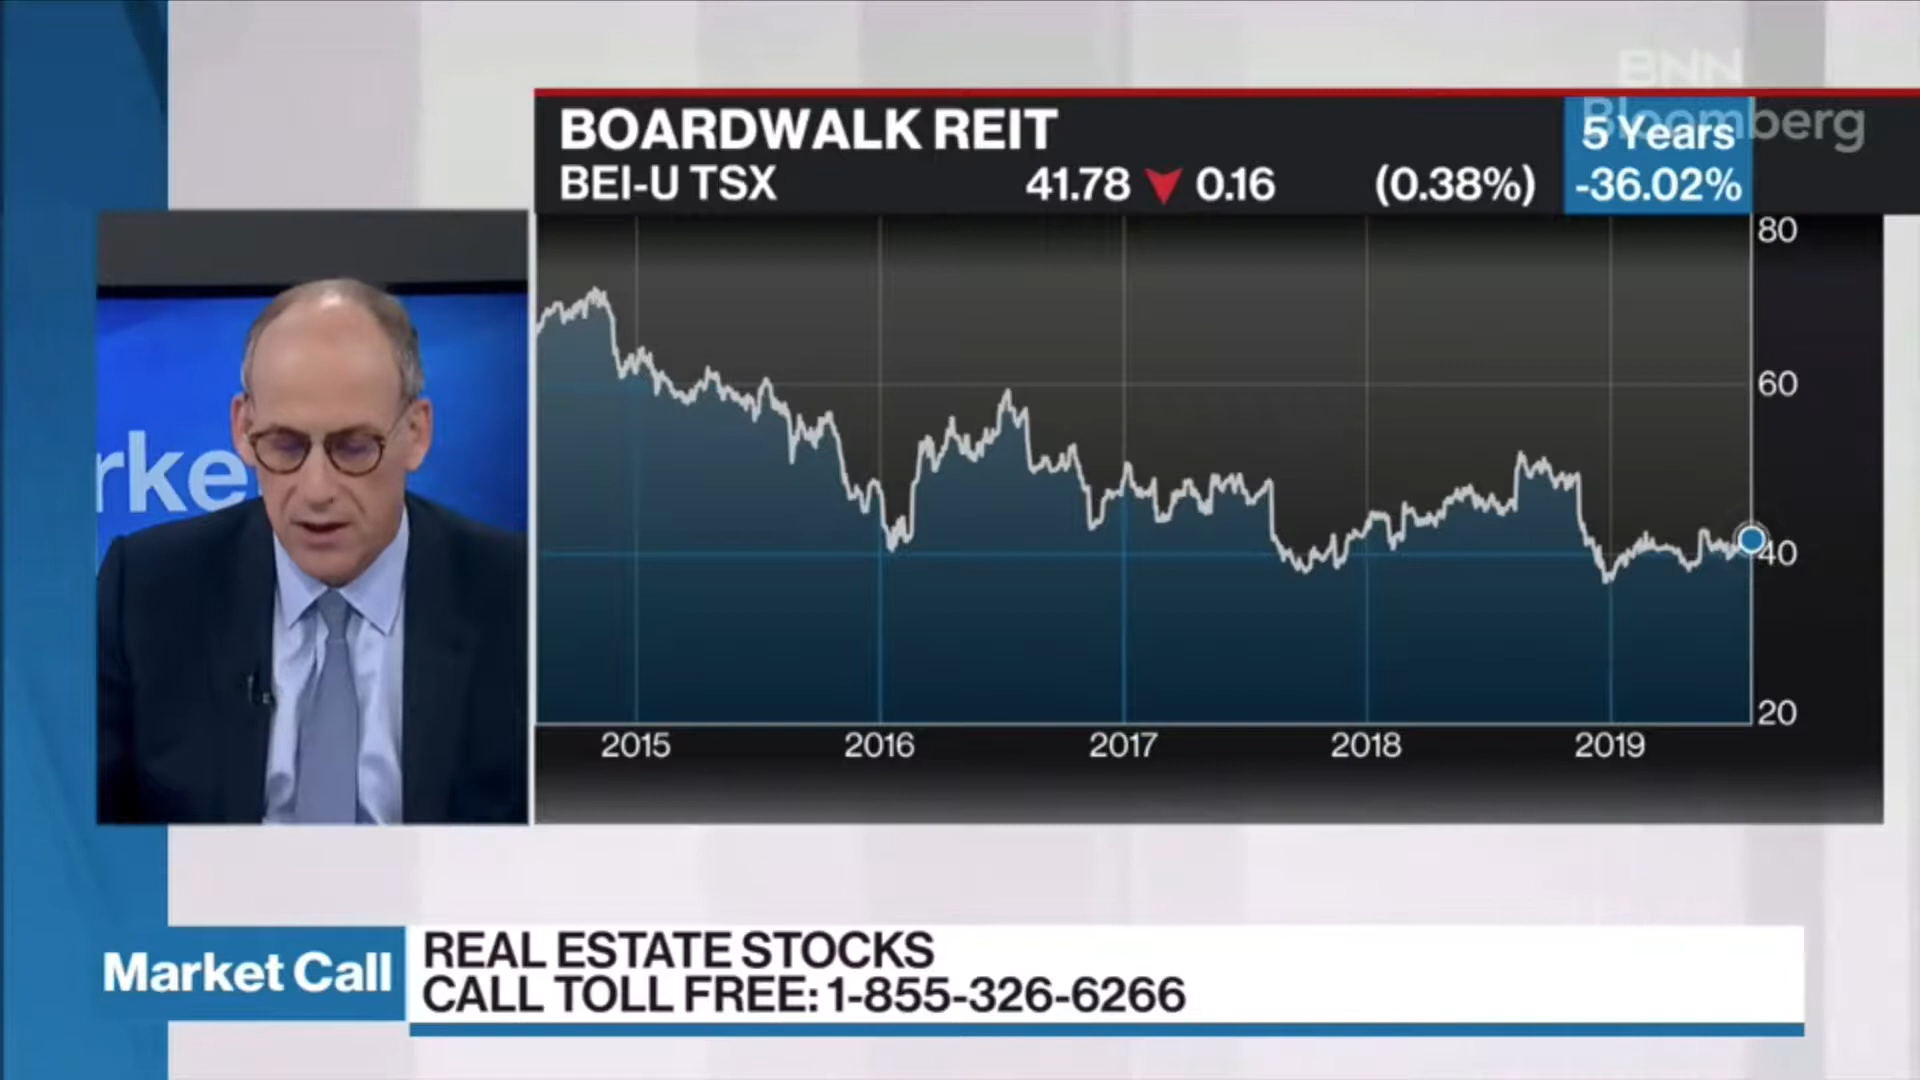 BNN
Bloomberg
BOARDWALK REIT
5 Years
BEI-U TSX 41.78 0.16 (0.38%) -36.02%
80
60
40
20
2015 2016 2017 2018 2019
rke
Market Call
REAL ESTATE STOCKS
CALL TOLL FREE: 1-855-326-6266